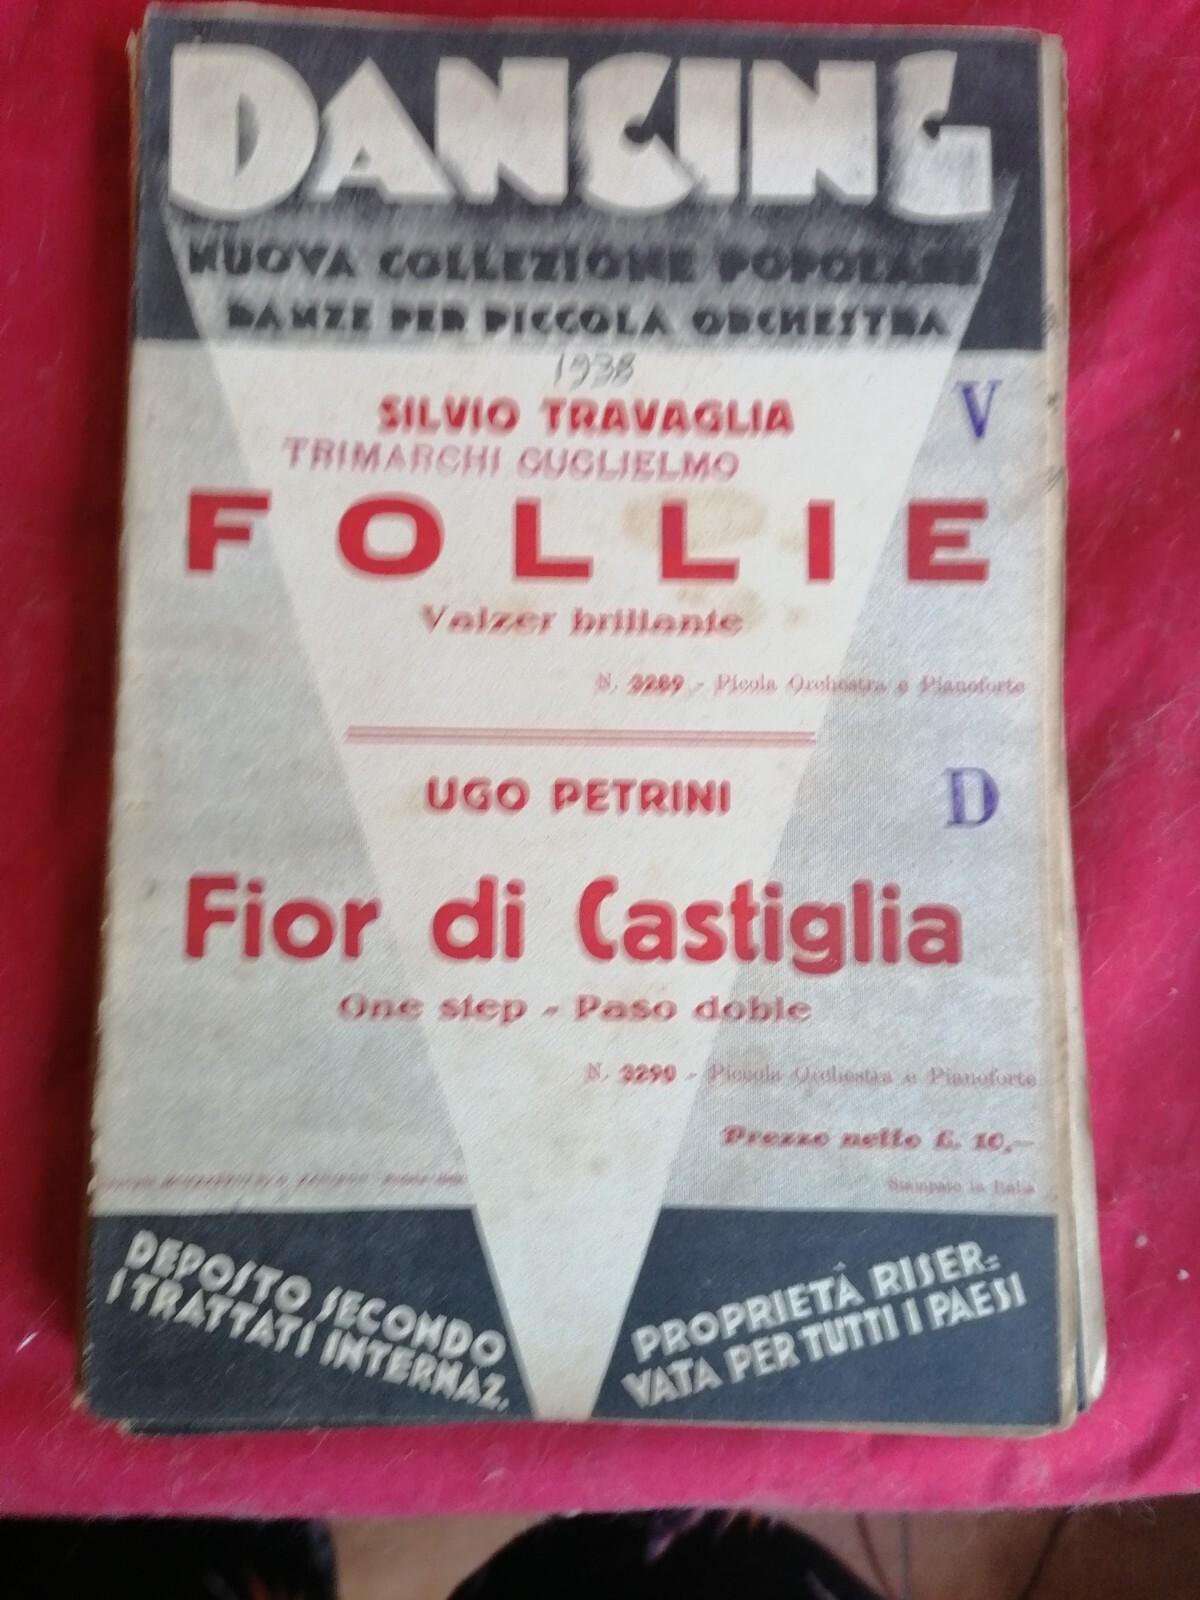 DANCING
NUOVA COLLEZIONE POPOLARE
DANZE PER PICCOLA ORCHESTRA
1938
SILVIO TRAVAGLIA
V
TRIMARCHI GUGLIELMO
FOLLIE
Valzer brillante
N. 3289 - Picola Orchestra e Pianoforte
UGO PETRINI
D
Fior di Castiglia
One step - Paso doble
N. 3290 - Piccola Orchestra e Pianoforte
Prezzo netto £. 10,—
Stampato in Italia
DEPOSTO SECONDO
I TRATTATI INTERNAZ.
PROPRIETÀ RISER=
VATA PER TUTTI I PAESI